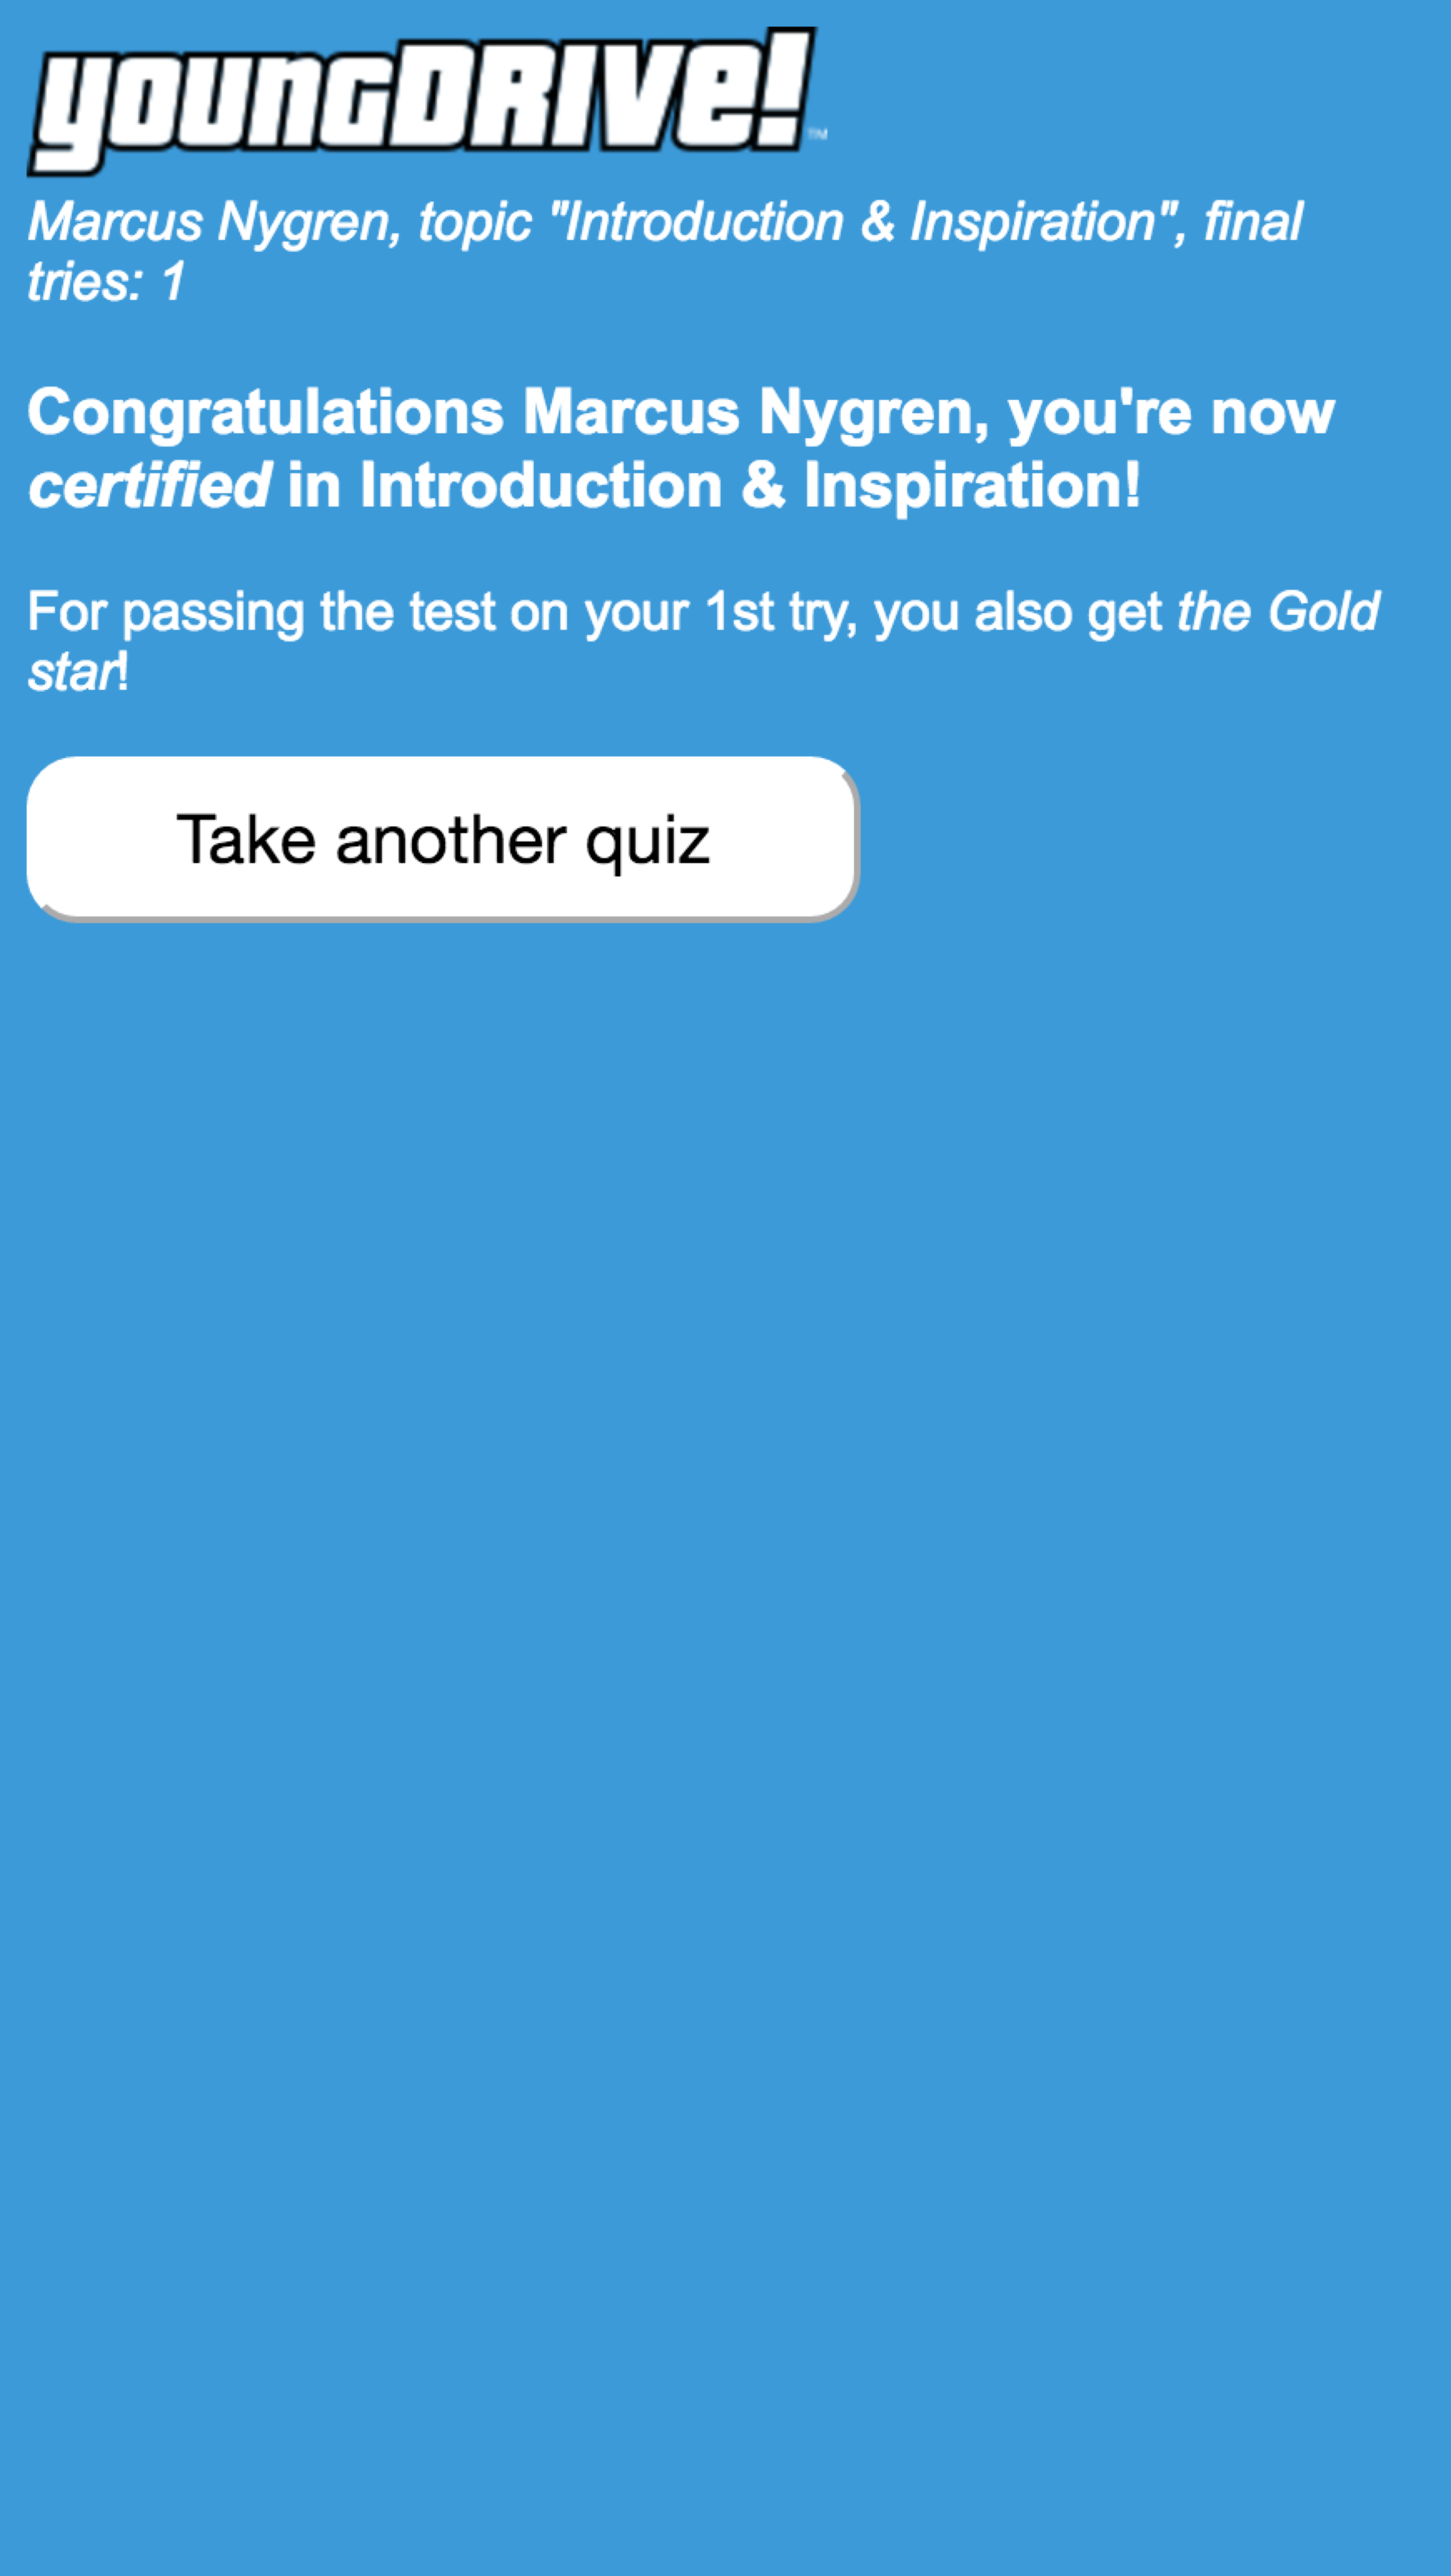 youngDRIVe!™
Marcus Nygren, topic "Introduction & Inspiration", final
tries: 1
Congratulations Marcus Nygren, you're now
certified in Introduction & Inspiration!
For passing the test on your 1st try, you also get the Gold
star!
Take another quiz